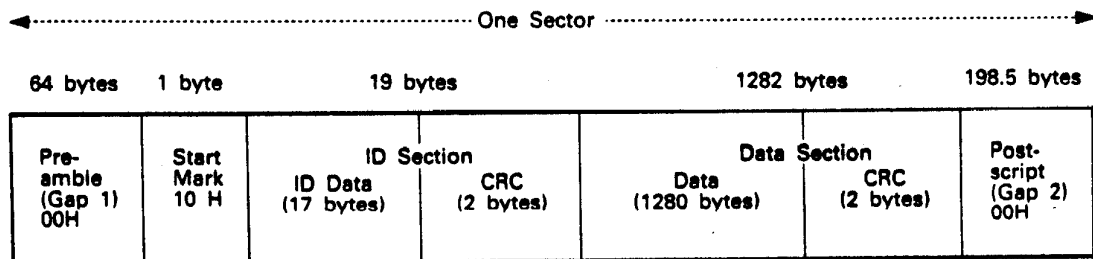 One Sector
64 bytes 1 byte 19 bytes 1282 bytes 198.5 bytes
Pre-
amble
(Gap 1)
00H
Start
Mark
10 H
ID Section
ID Data
(17 bytes)
CRC
(2 bytes)
Data Section
Data
(1280 bytes)
CRC
(2 bytes)
Post-
script
(Gap 2)
00H